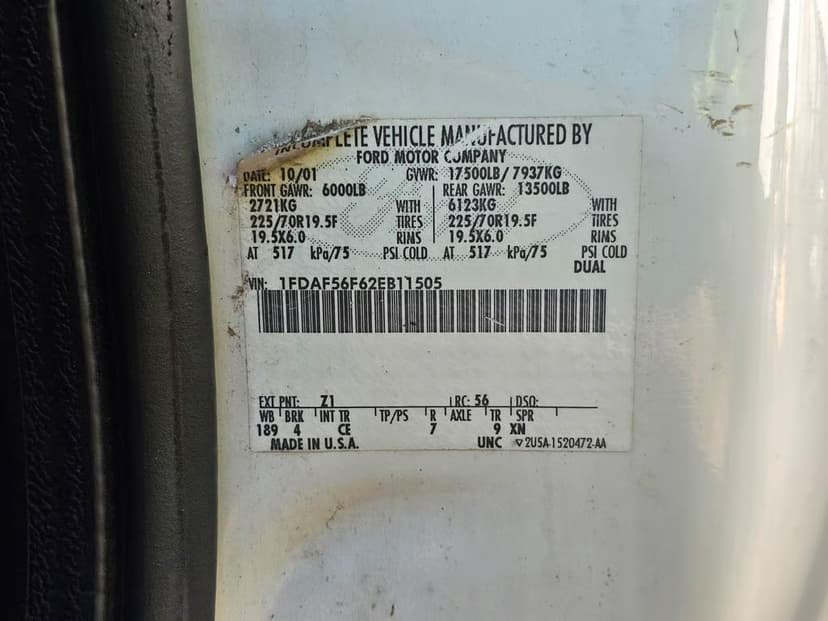 INCOMPLETE VEHICLE MANUFACTURED BY
FORD MOTOR COMPANY
DATE: 10/01 GVWR: 17500LB/ 7937KG
FRONT GAWR: 6000LB REAR GAWR: 13500LB
2721KG WITH 6123KG WITH
225/70R19.5F TIRES 225/70R19.5F TIRES
19.5X6.0 RIMS 19.5X6.0 RIMS
AT 517 kPa/75 PSI COLD AT 517 kPa/75 PSI COLD
DUAL
VIN: 1FDAF56F62EB11505
EXT PNT: Z1 RC: 56 DSO:
WB BRK INT TR TP/PS R AXLE TR SPR
189 4 CE 7 9 XN
MADE IN U.S.A. UNC ▽2U5A-1520472-AA